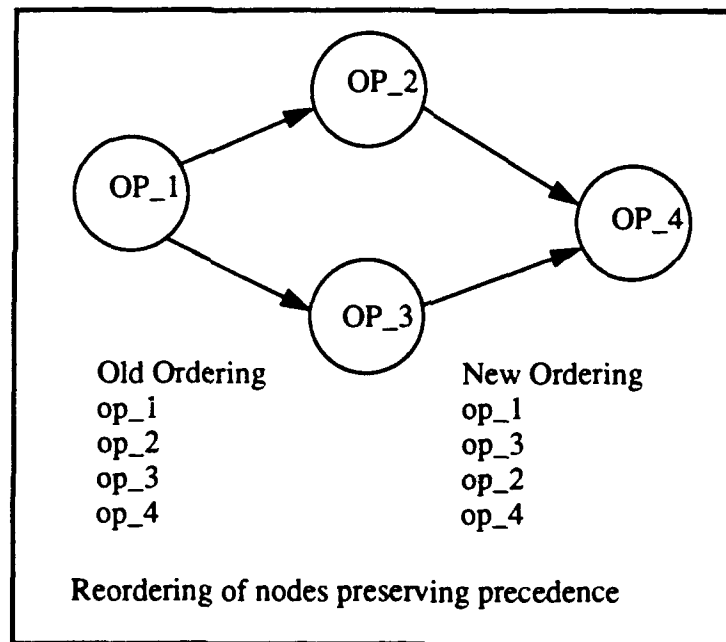 OP_2
OP_1
OP_4
OP_3
Old Ordering
op_1
op_2
op_3
op_4
New Ordering
op_1
op_3
op_2
op_4
Reordering of nodes preserving precedence